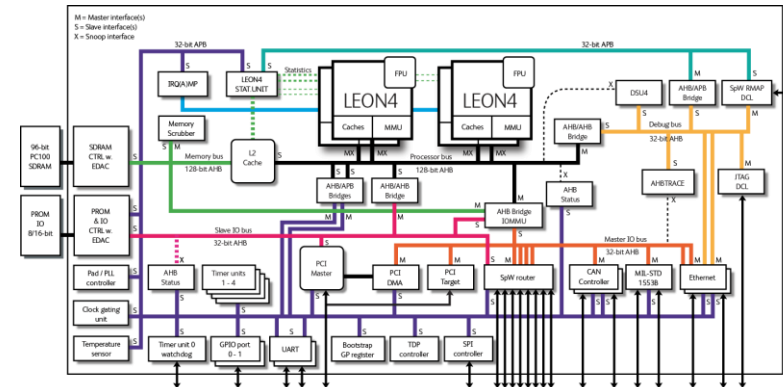 M = Master interface(s)
S = Slave interface(s)
X = Snoop interface
32-bit APB
32-bit APB
Statistics
IRQ(A)MP
LEON4
STAT.UNIT
FPU
LEON4
Caches
MMU
FPU
LEON4
Caches
MMU
DSU4
AHB/APB
Bridge
SpW RMAP
DCL
Memory
Scrubber
AHB/AHB
Bridge
Debug bus
32-bit AHB
96-bit
PC100
SDRAM
SDRAM
CTRL w.
EDAC
Memory bus
128-bit AHB
L2
Cache
Processor bus
128-bit AHB
AHB/APB
Bridges
AHB/AHB
Bridge
AHB
Status
AHBTRACE
JTAG
DCL
PROM
IO
8/16-bit
PROM
& IO
CTRL w.
EDAC
Slave IO bus
32-bit AHB
AHB Bridge
IOMMU
Master IO bus
32-bit AHB
Pad / PLL
controller
AHB
Status
Timer units
1 - 4
PCI
Master
PCI
DMA
PCI
Target
SpW router
CAN
Controller
MIL-STD
1553B
Ethernet
Clock gating
unit
Temperature
sensor
Timer unit 0
watchdog
GPIO port
0 - 1
UART
Bootstrap
GP register
TDP
controller
SPI
controller